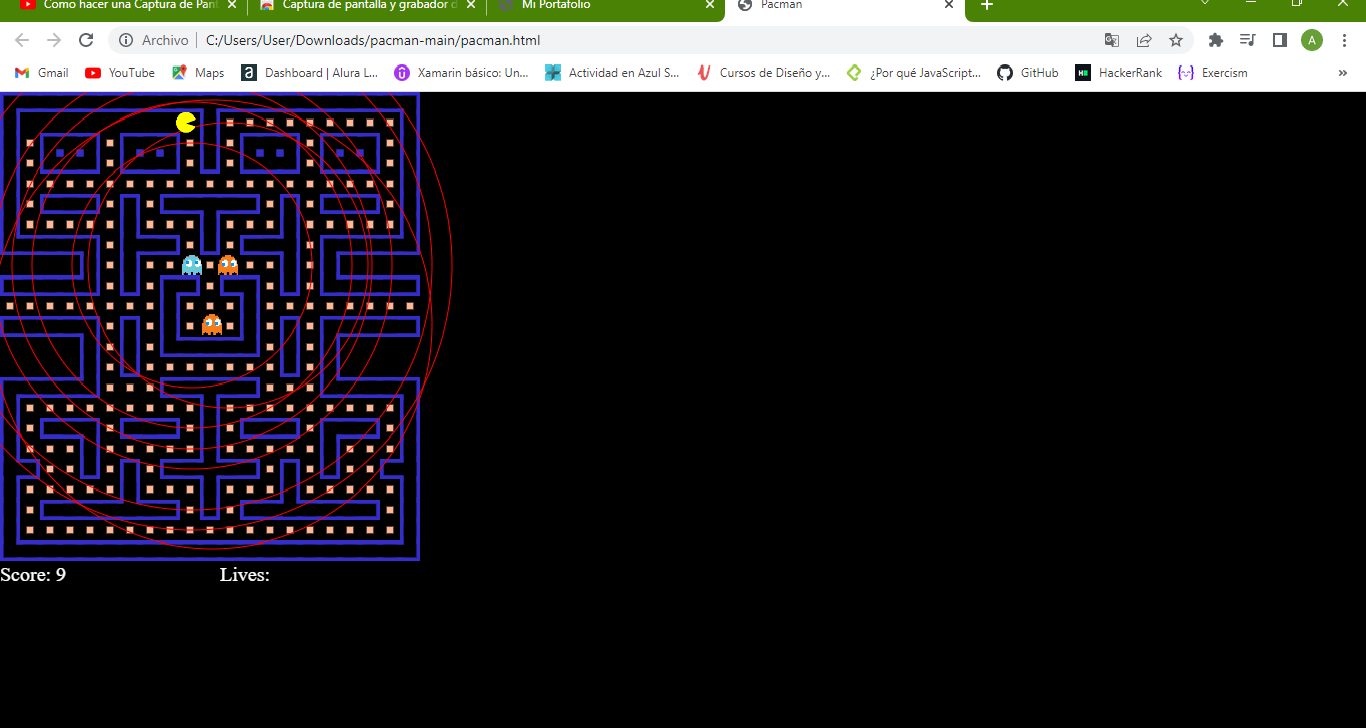 Como hacer una Captura de Pant
Captura de pantalla y grabador d
Mi Portafolio
Pacman
Archivo
C:/Users/User/Downloads/pacman-main/pacman.html
A
Gmail
YouTube
Maps
a
Dashboard | Alura L...
Xamarin básico: Un...
Actividad en Azul S...
Cursos de Diseño y...
¿Por qué JavaScript...
GitHub
HackerRank
Exercism
»
Score: 9
Lives: